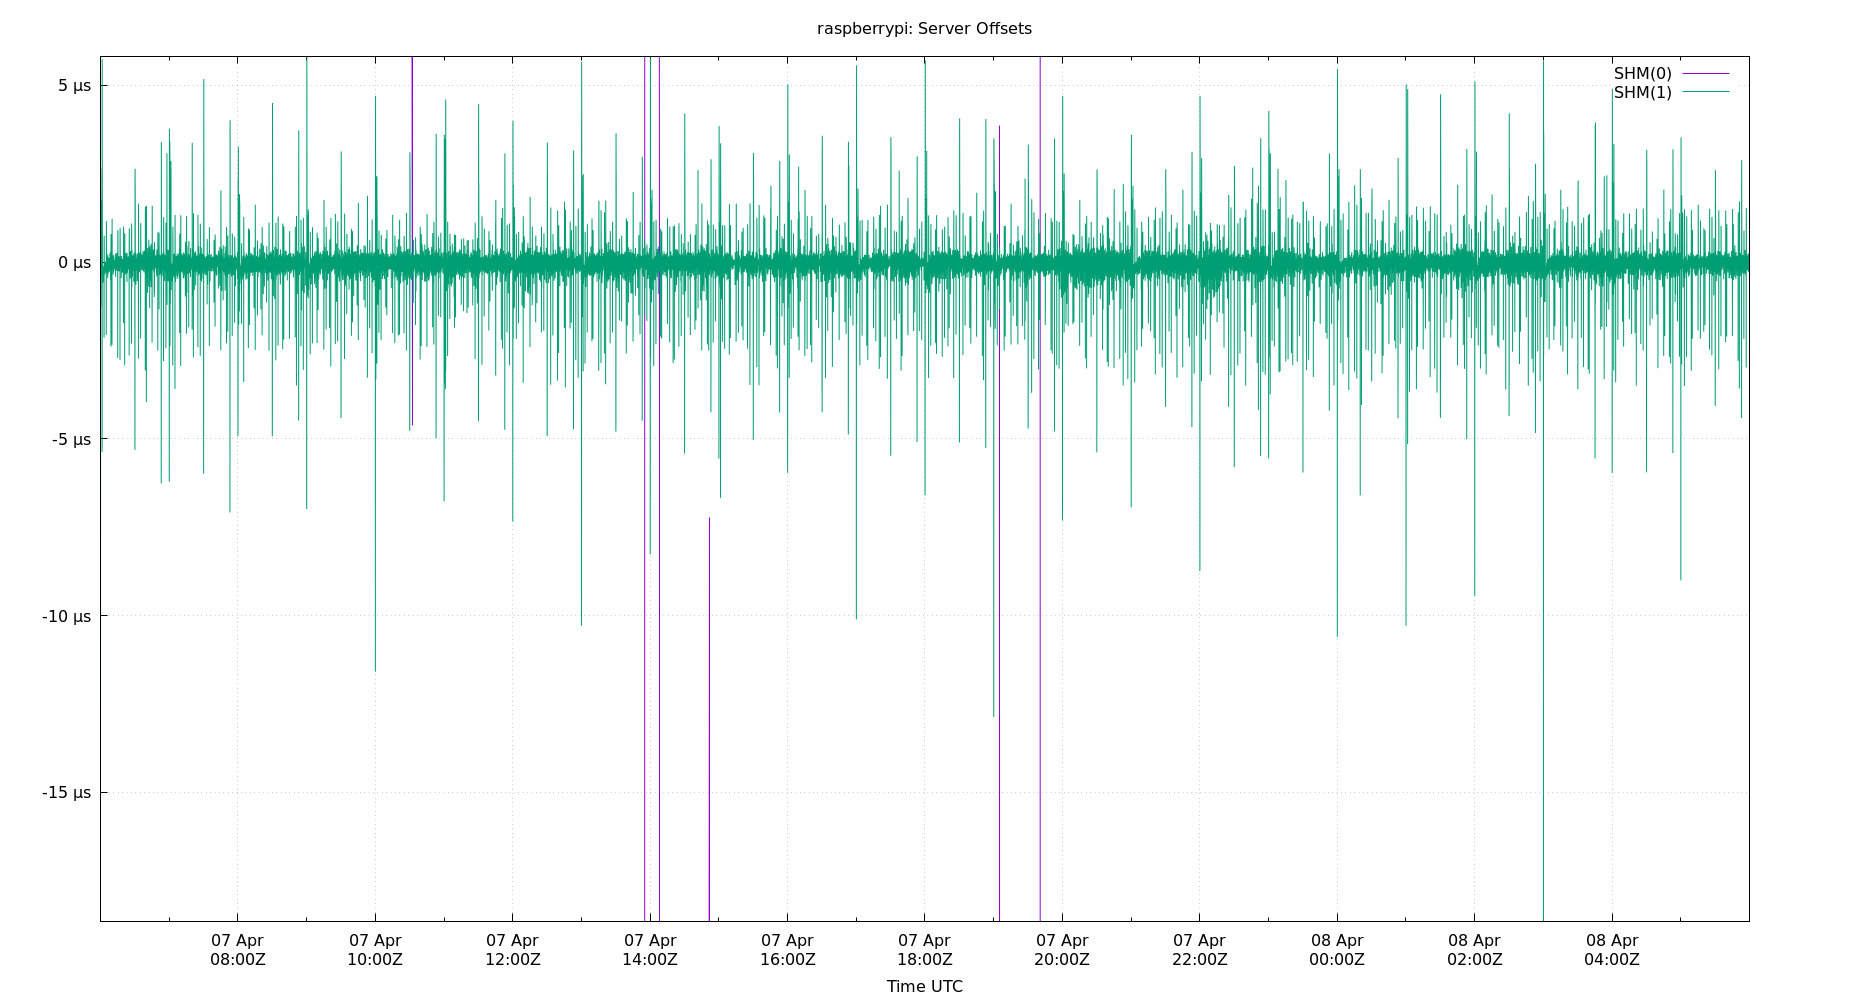 raspberrypi: Server Offsets
SHM(0)
SHM(1)
5 µs
0 µs
-5 µs
-10 µs
-15 µs
07 Apr 07 Apr 07 Apr 07 Apr 07 Apr 07 Apr 07 Apr 07 Apr 08 Apr 08 Apr 08 Apr
08:00Z 10:00Z 12:00Z 14:00Z 16:00Z 18:00Z 20:00Z 22:00Z 00:00Z 02:00Z 04:00Z
Time UTC